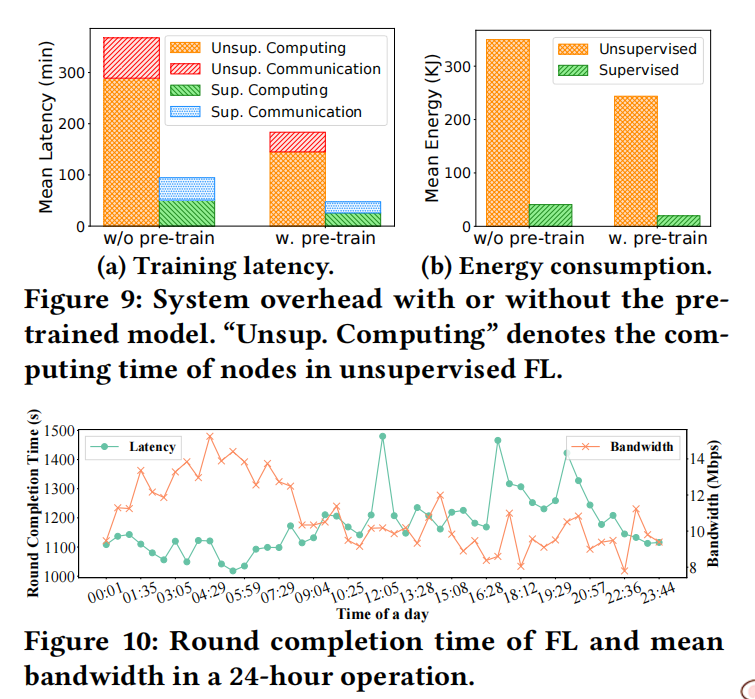 Mean Latency (min)
300
200
100
0
Unsup. Computing
Unsup. Communication
Sup. Computing
Sup. Communication
w/o pre-train
w. pre-train
(a) Training latency.
Mean Energy (KJ)
300
200
100
0
Unsupervised
Supervised
w/o pre-train
w. pre-train
(b) Energy consumption.
Figure 9: System overhead with or without the pre-
trained model. “Unsup. Computing” denotes the com-
puting time of nodes in unsupervised FL.
Round Completion Time (s)
1500
1400
1300
1200
1100
1000
Latency
Bandwidth
14
12
10
8
Bandwidth (Mbps)
00:01
01:35
03:05
04:29
05:59
07:29
09:04
10:25
12:05
13:28
15:08
16:28
18:12
19:29
20:57
22:36
23:44
Time of a day
Figure 10: Round completion time of FL and mean
bandwidth in a 24-hour operation.